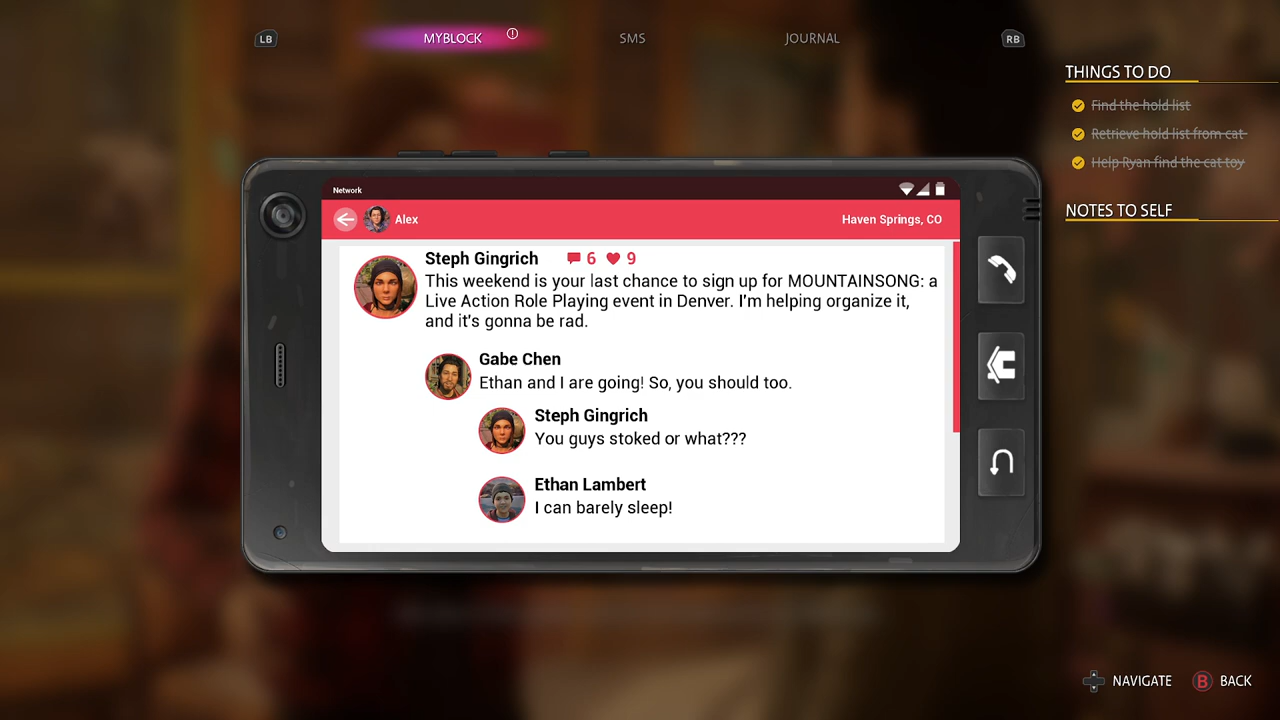 LB
MYBLOCK
SMS
JOURNAL
RB
THINGS TO DO
Find the hold list
Retrieve hold list from cat
Help Ryan find the cat toy
NOTES TO SELF
Network
Alex
Haven Springs, CO
Steph Gingrich 6 9
This weekend is your last chance to sign up for MOUNTAINSONG: a
Live Action Role Playing event in Denver. I'm helping organize it,
and it's gonna be rad.
Gabe Chen
Ethan and I are going! So, you should too.
Steph Gingrich
You guys stoked or what???
Ethan Lambert
I can barely sleep!
NAVIGATE
B BACK